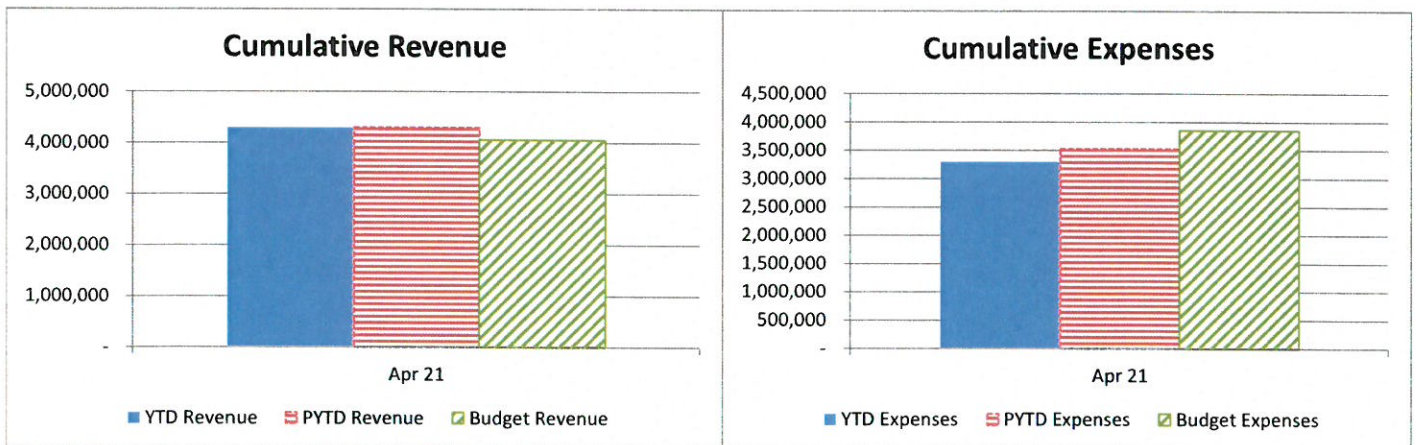 Cumulative Revenue
5,000,000
4,000,000
3,000,000
2,000,000
1,000,000
-
Apr 21
YTD Revenue PYTD Revenue Budget Revenue
Cumulative Expenses
4,500,000
4,000,000
3,500,000
3,000,000
2,500,000
2,000,000
1,500,000
1,000,000
500,000
-
Apr 21
YTD Expenses PYTD Expenses Budget Expenses